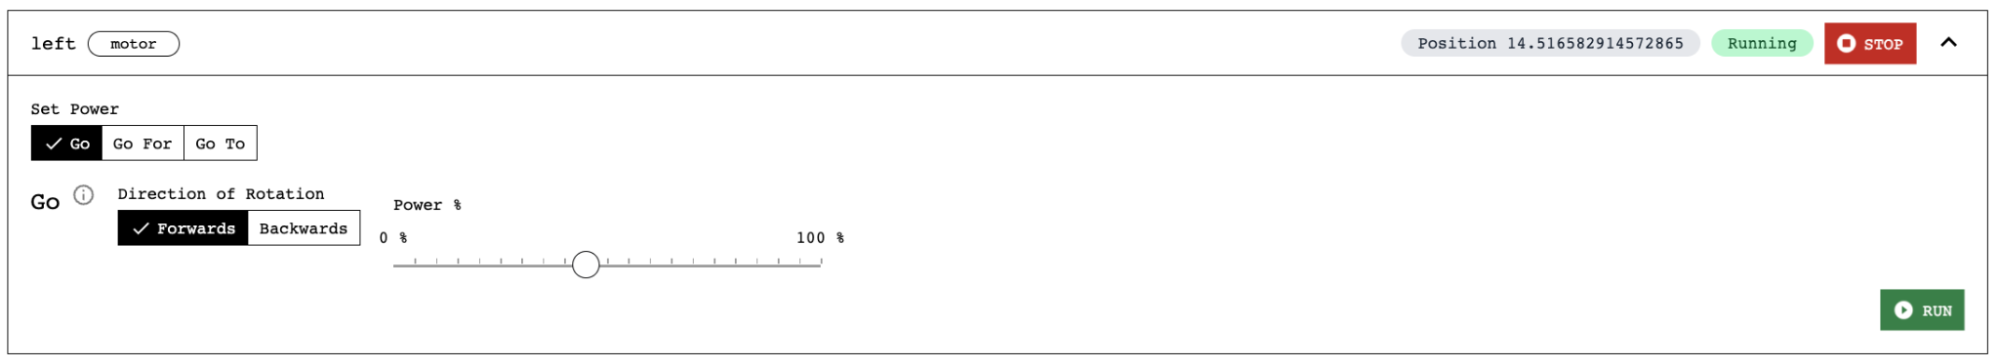 left motor Position 14.516582914572865 Running STOP
Set Power
Go Go For Go To
Go Direction of Rotation
Forwards Backwards
Power %
0 % 100 %
RUN